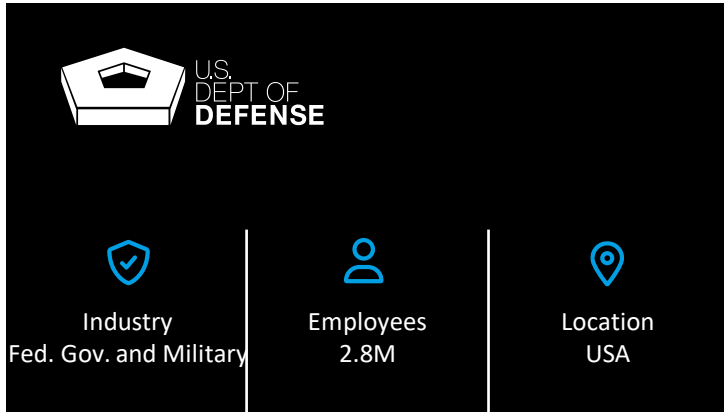 U.S.
DEPT OF
DEFENSE
Industry
Fed. Gov. and Military
Employees
2.8M
Location
USA